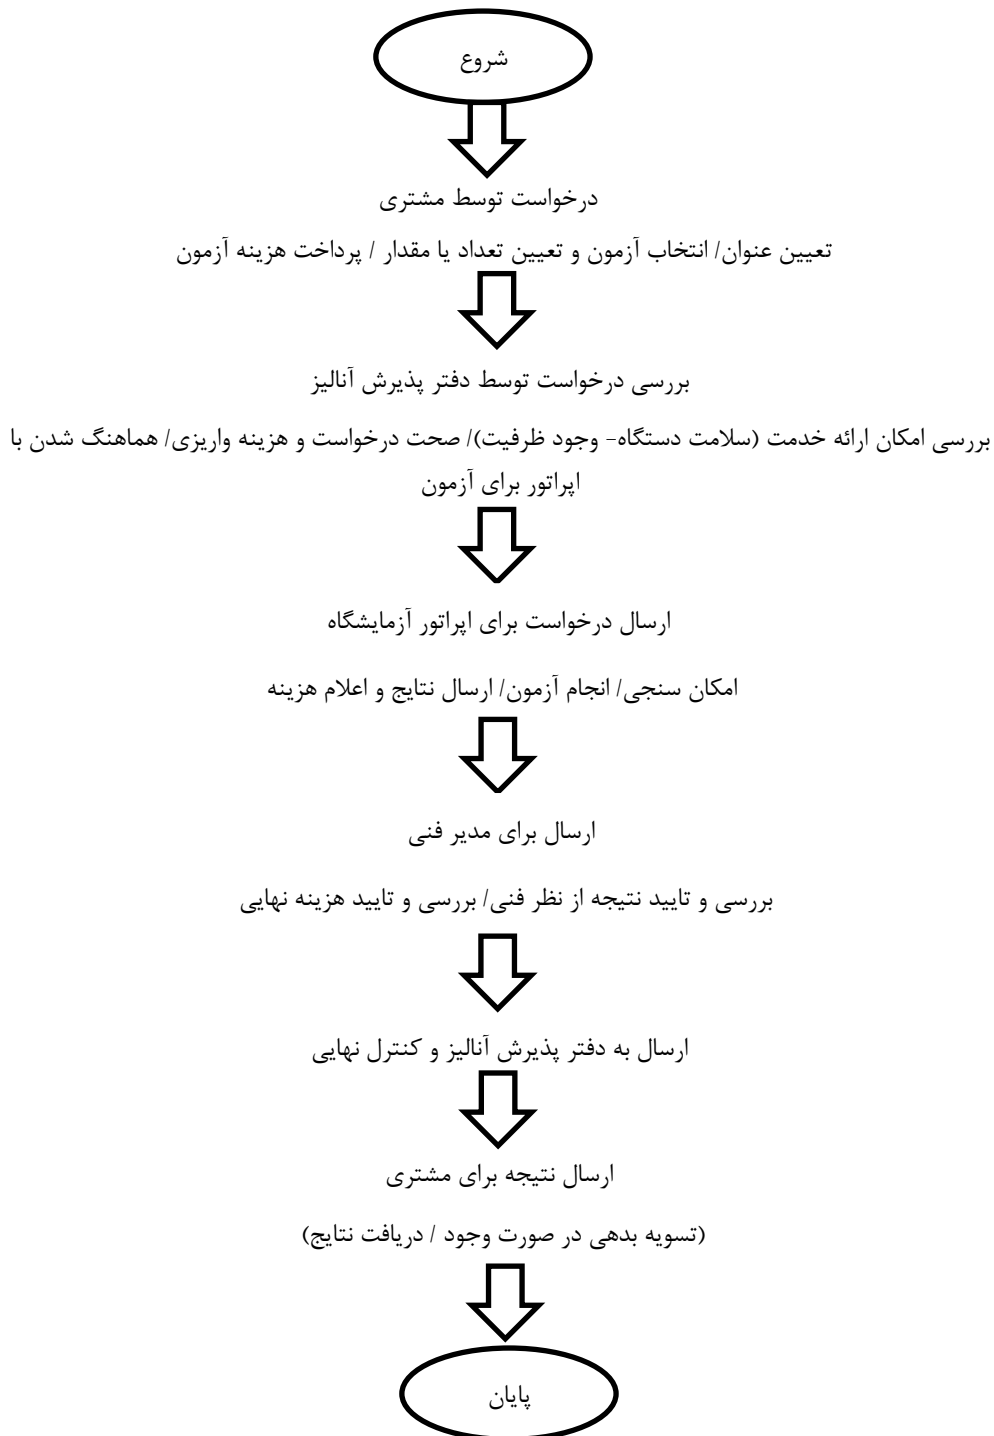 شروع
درخواست توسط مشتری
تعیین عنوان/ انتخاب آزمون و تعیین تعداد یا مقدار / پرداخت هزینه آزمون
بررسی درخواست توسط دفتر پذیرش آنالیز
بررسی امکان ارائه خدمت (سلامت دستگاه- وجود ظرفیت)/ صحت درخواست و هزینه واریزی/ هماهنگ شدن با
اپراتور برای آزمون
ارسال درخواست برای اپراتور آزمایشگاه
امکان سنجی/ انجام آزمون/ ارسال نتایج و اعلام هزینه
ارسال برای مدیر فنی
بررسی و تایید نتیجه از نظر فنی/ بررسی و تایید هزینه نهایی
ارسال به دفتر پذیرش آنالیز و کنترل نهایی
ارسال نتیجه برای مشتری
(تسویه بدهی در صورت وجود / دریافت نتایج)
پایان